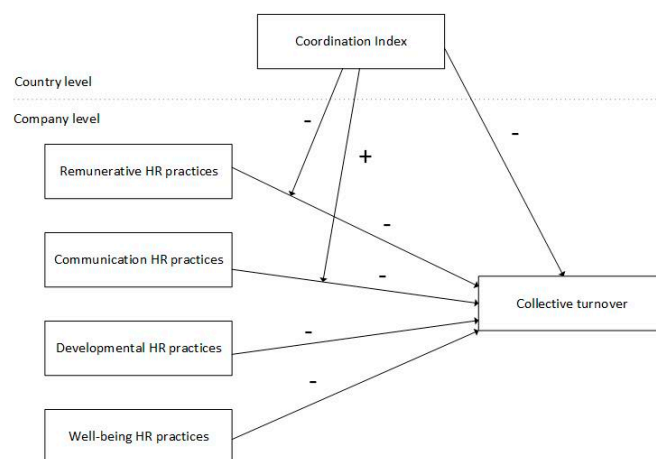 Coordination Index
Country level
Company level
-
+
-
Remunerative HR practices
-
Communication HR practices
-
Collective turnover
Developmental HR practices
-
-
Well-being HR practices